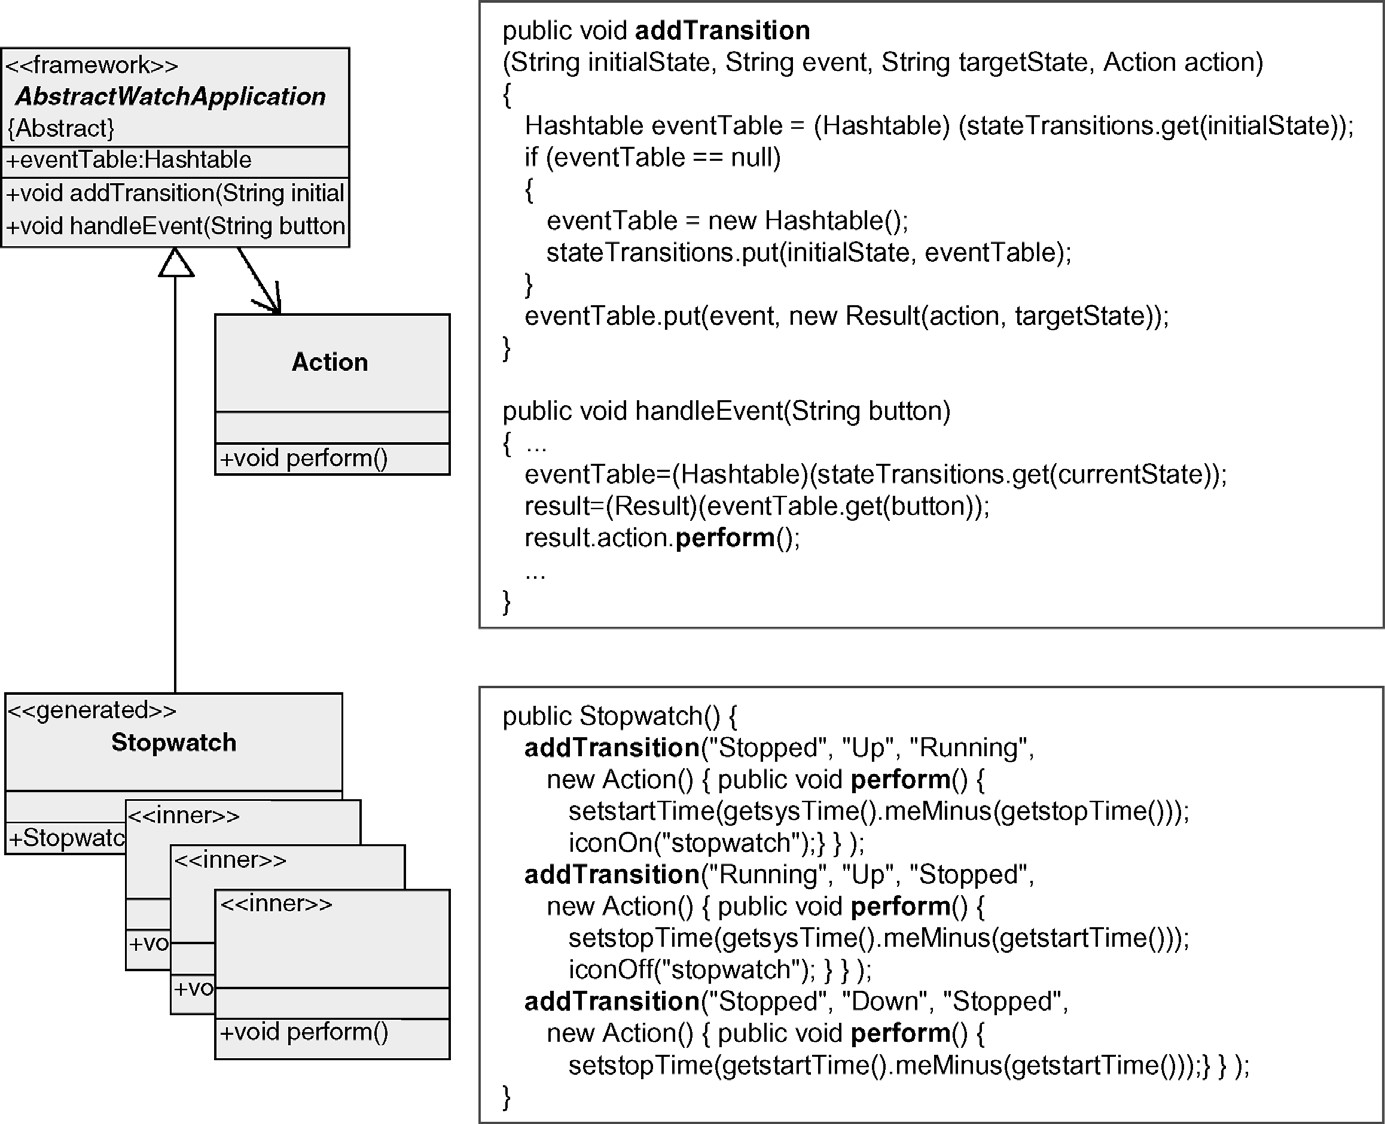 <<framework>>
AbstractWatchApplication
{Abstract}
+eventTable:Hashtable
+void addTransition(String initial
+void handleEvent(String button
Action
+void perform()
<<generated>>
Stopwatch
+Stopwatc
<<inner>>
+vo
<<inner>>
+vo
<<inner>>
+void perform()
public void addTransition
(String initialState, String event, String targetState, Action action)
{
Hashtable eventTable = (Hashtable) (stateTransitions.get(initialState));
if (eventTable == null)
{
eventTable = new Hashtable();
stateTransitions.put(initialState, eventTable);
}
eventTable.put(event, new Result(action, targetState));
}
public void handleEvent(String button)
{ ...
eventTable=(Hashtable)(stateTransitions.get(currentState));
result=(Result)(eventTable.get(button));
result.action.perform();
...
}
public Stopwatch() {
addTransition("Stopped", "Up", "Running",
new Action() { public void perform() {
setstartTime(getsysTime().meMinus(getstopTime()));
iconOn("stopwatch");} } );
addTransition("Running", "Up", "Stopped",
new Action() { public void perform() {
setstopTime(getsysTime().meMinus(getstartTime()));
iconOff("stopwatch"); } } );
addTransition("Stopped", "Down", "Stopped",
new Action() { public void perform() {
setstopTime(getstartTime().meMinus(getstartTime()));} } );
}